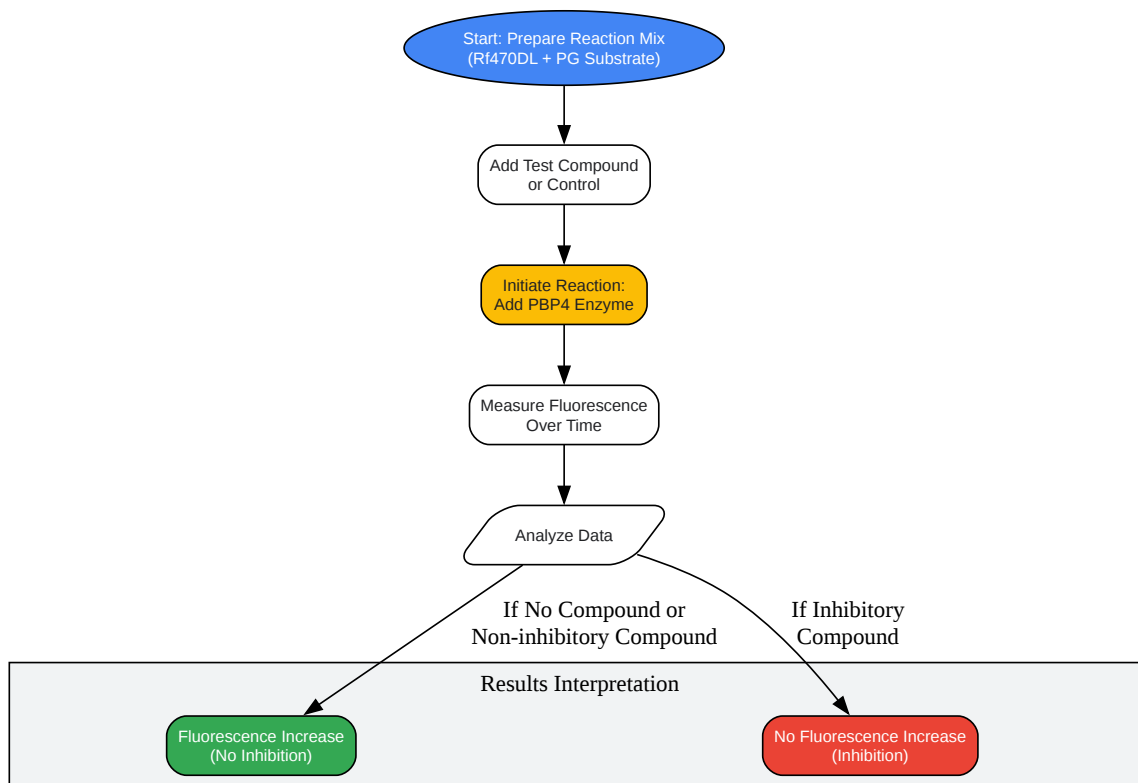 Start: Prepare Reaction Mix
(Rf470DL + PG Substrate)
Add Test Compound
or Control
Initiate Reaction:
Add PBP4 Enzyme
Measure Fluorescence
Over Time
Analyze Data
If No Compound or
Non-inhibitory Compound
If Inhibitory
Compound
Results Interpretation
Fluorescence Increase
(No Inhibition)
No Fluorescence Increase
(Inhibition)